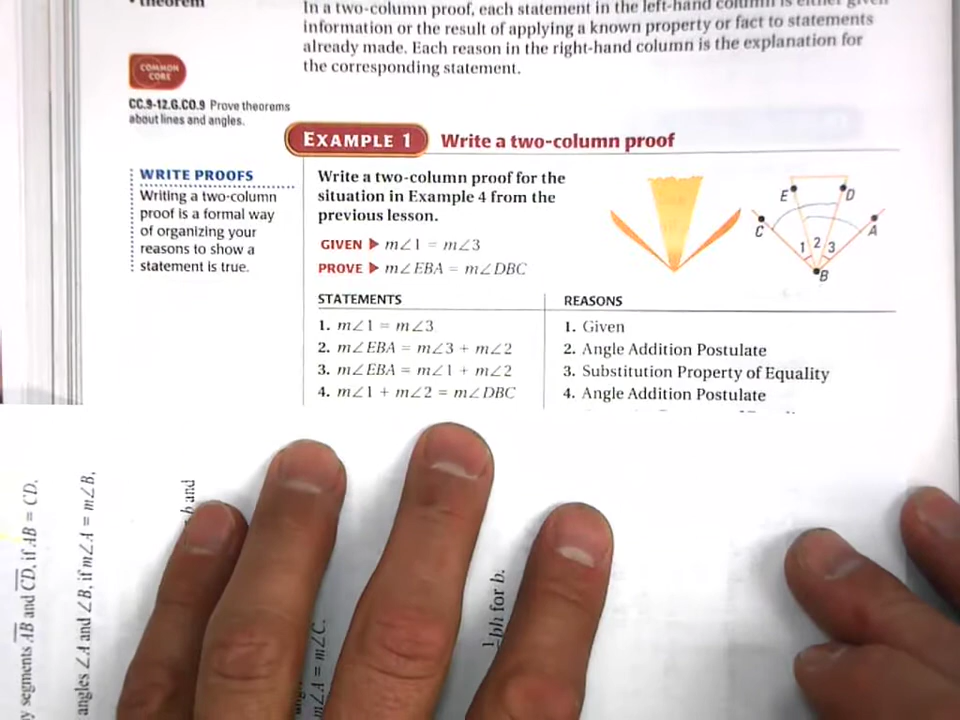 theorem
In a two-column proof, each statement in the left-hand column is either given
information or the result of applying a known property or fact to statements
already made. Each reason in the right-hand column is the explanation for
the corresponding statement.
COMMON
CORE
CC.9-12.G.CO.9 Prove theorems
about lines and angles.
EXAMPLE 1 Write a two-column proof
WRITE PROOFS
Writing a two-column
proof is a formal way
of organizing your
reasons to show a
statement is true.
Write a two-column proof for the
situation in Example 4 from the
previous lesson.
GIVEN ▶ m∠1 = m∠3
PROVE ▶ m∠EBA = m∠DBC
E D
C A
1 2 3
B
STATEMENTS REASONS
1. m∠1 = m∠3 1. Given
2. m∠EBA = m∠3 + m∠2 2. Angle Addition Postulate
3. m∠EBA = m∠1 + m∠2 3. Substitution Property of Equality
4. m∠1 + m∠2 = m∠DBC 4. Angle Addition Postulate
segments AB and CD, if AB = CD.
angles ∠A and ∠B, if m∠A = m∠B,
b and
m∠A = m∠C.
bh for b.